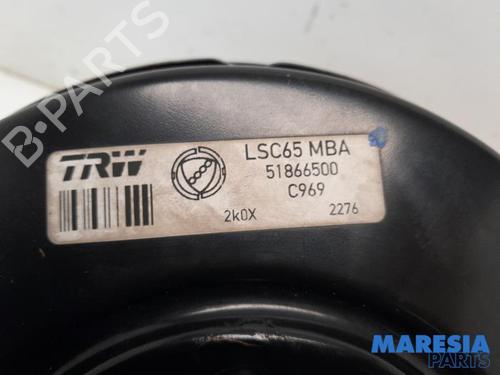 B-PARTS
TRW
LSC65 MBA
51866500
C969
2k0X
2276
MARESIA
PARTS